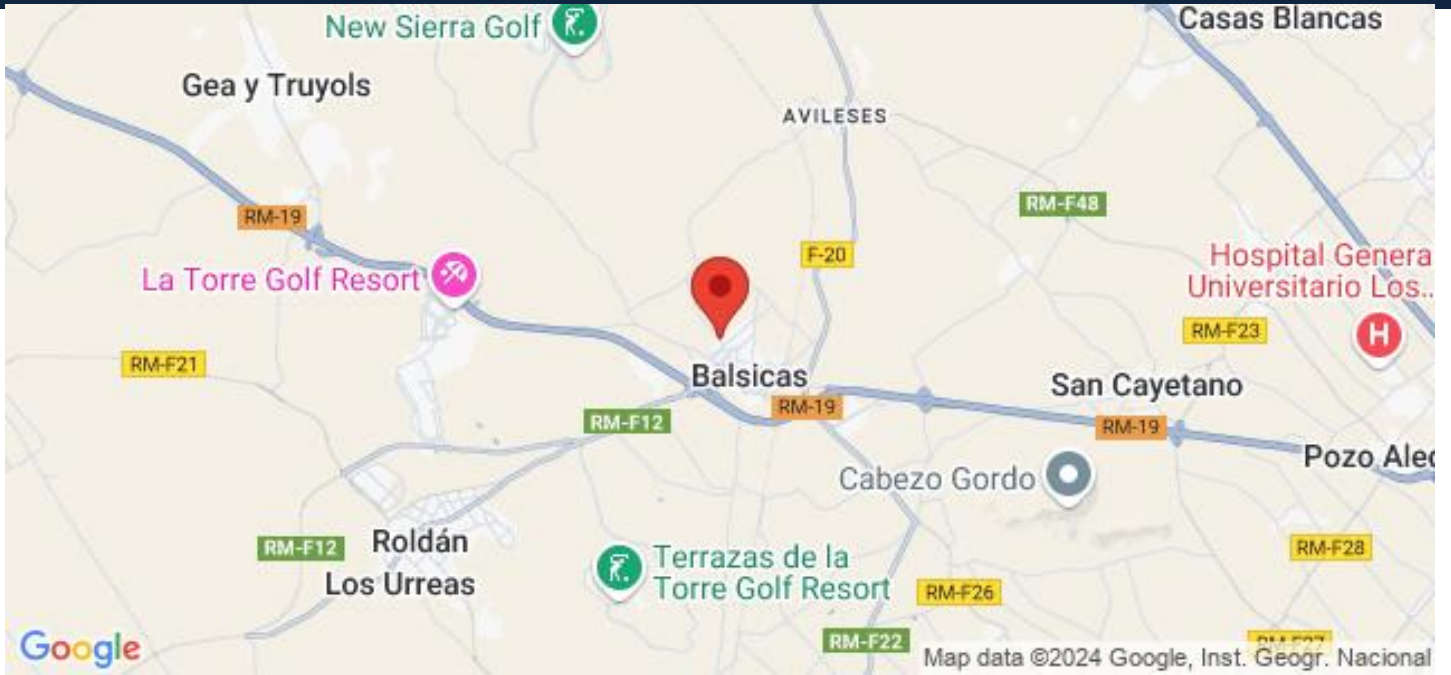 New Sierra Golf
Casas Blancas
Gea y Truyols
AVILESES
RM-F48
RM-19
F-20
Hospital Genera
Universitario Los..
La Torre Golf Resort
RM-F23
RM-F21
H
Balsicas
San Cayetano
RM-19
RM-F12
RM-19
Pozo Alec
Cabezo Gordo
RM-F12
Roldán
RM-F28
Terrazas de la
Torre Golf Resort
Los Urreas
RM-F26
Google
RM-F22
RM-F27
Map data ©2024 Google, Inst. Geogr. Nacional